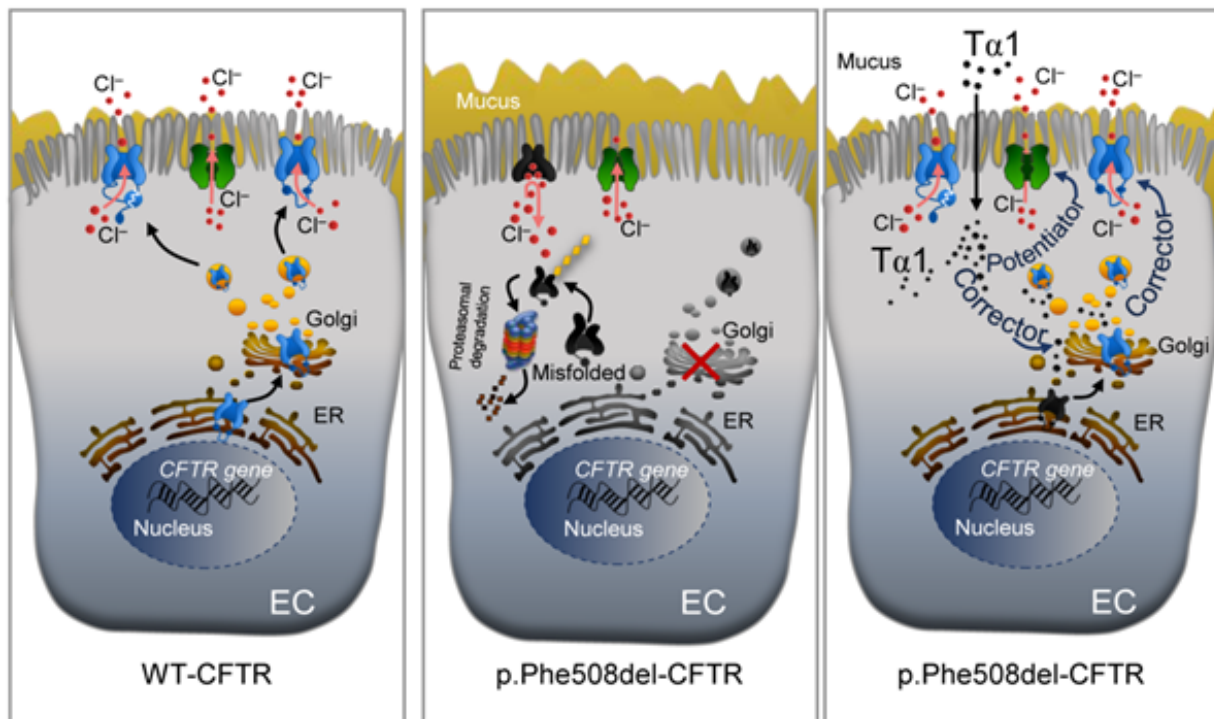 Cl–
Cl–
Cl–
Cl–
Cl–
Golgi
ER
CFTR gene
Nucleus
EC
WT-CFTR
Mucus
Cl–
Cl–
Proteasomal
degradation
Misfolded
Golgi
ER
CFTR gene
Nucleus
EC
p.Phe508del-CFTR
Tα1
Mucus
Cl–
Cl–
Cl–
Cl–
Cl–
Cl–
Tα1
Potentiator
Corrector
Corrector
Golgi
ER
CFTR gene
Nucleus
EC
p.Phe508del-CFTR